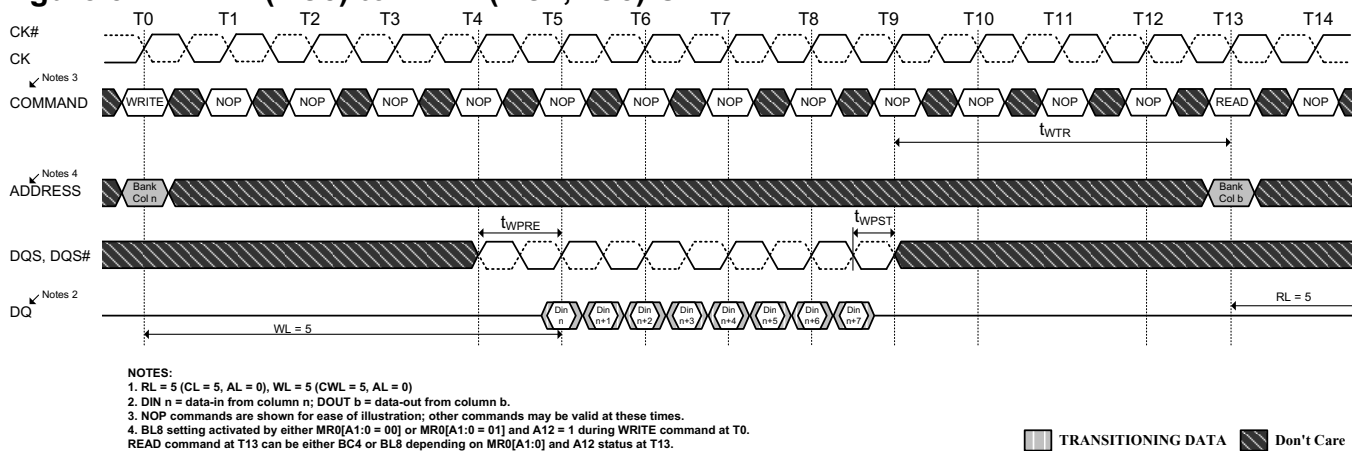 T0 T1 T2 T3 T4 T5 T6 T7 T8 T9 T10 T11 T12 T13 T14
CK#
CK
Notes 3
COMMAND WRITE NOP NOP NOP NOP NOP NOP NOP NOP NOP NOP NOP NOP READ NOP
tWTR
Notes 4
ADDRESS Bank Col n Bank Col b
tWPRE tWPST
DQS, DQS#
Notes 2
DQ Din n Din n+1 Din n+2 Din n+3 Din n+4 Din n+5 Din n+6 Din n+7 RL = 5
WL = 5
NOTES:
1. RL = 5 (CL = 5, AL = 0), WL = 5 (CWL = 5, AL = 0)
2. DIN n = data-in from column n; DOUT b = data-out from column b.
3. NOP commands are shown for ease of illustration; other commands may be valid at these times.
4. BL8 setting activated by either MR0[A1:0 = 00] or MR0[A1:0 = 01] and A12 = 1 during WRITE command at T0.
READ command at T13 can be either BC4 or BL8 depending on MR0[A1:0] and A12 status at T13.
TRANSITIONING DATA Don't Care